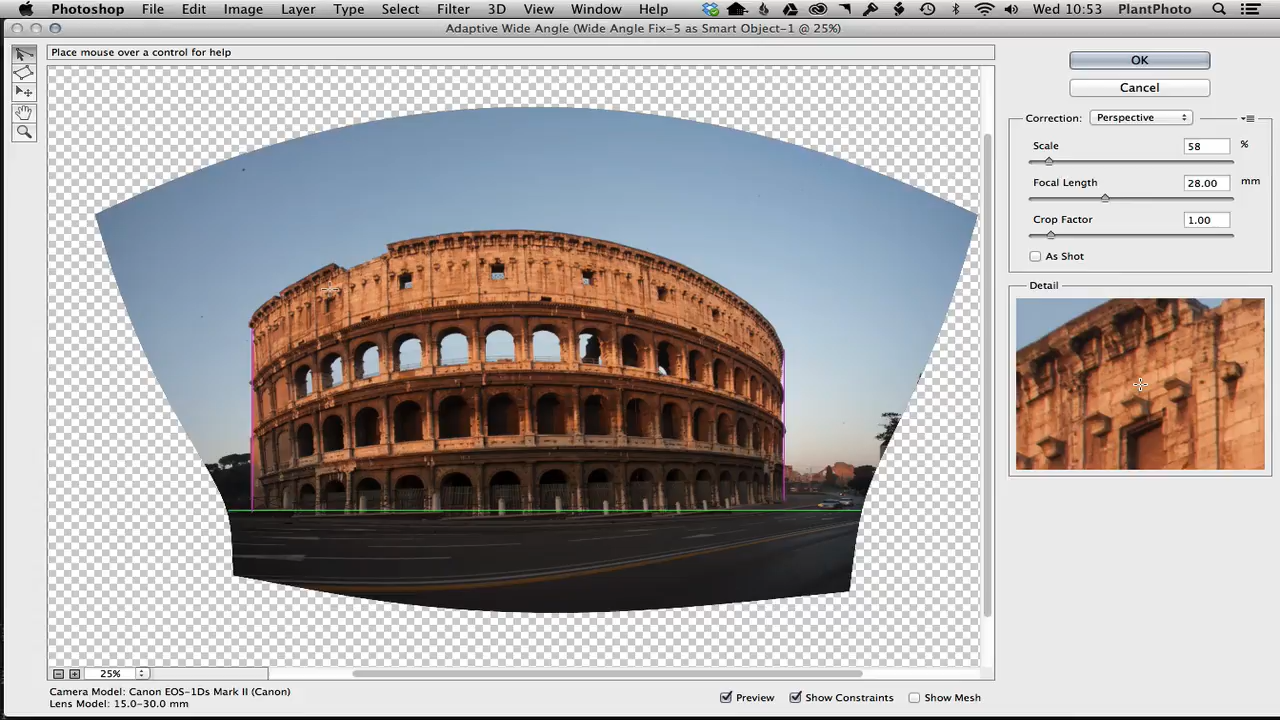 Photoshop File Edit Image Layer Type Select Filter 3D View Window Help Wed 10:53 PlantPhoto
Adaptive Wide Angle (Wide Angle Fix-5 as Smart Object-1 @ 25%)
Place mouse over a control for help
OK
Cancel
Correction: Perspective
Scale 58 %
Focal Length 28.00 mm
Crop Factor 1.00
As Shot
Detail
25%
Camera Model: Canon EOS-1Ds Mark II (Canon)
Lens Model: 15.0-30.0 mm
Preview Show Constraints Show Mesh